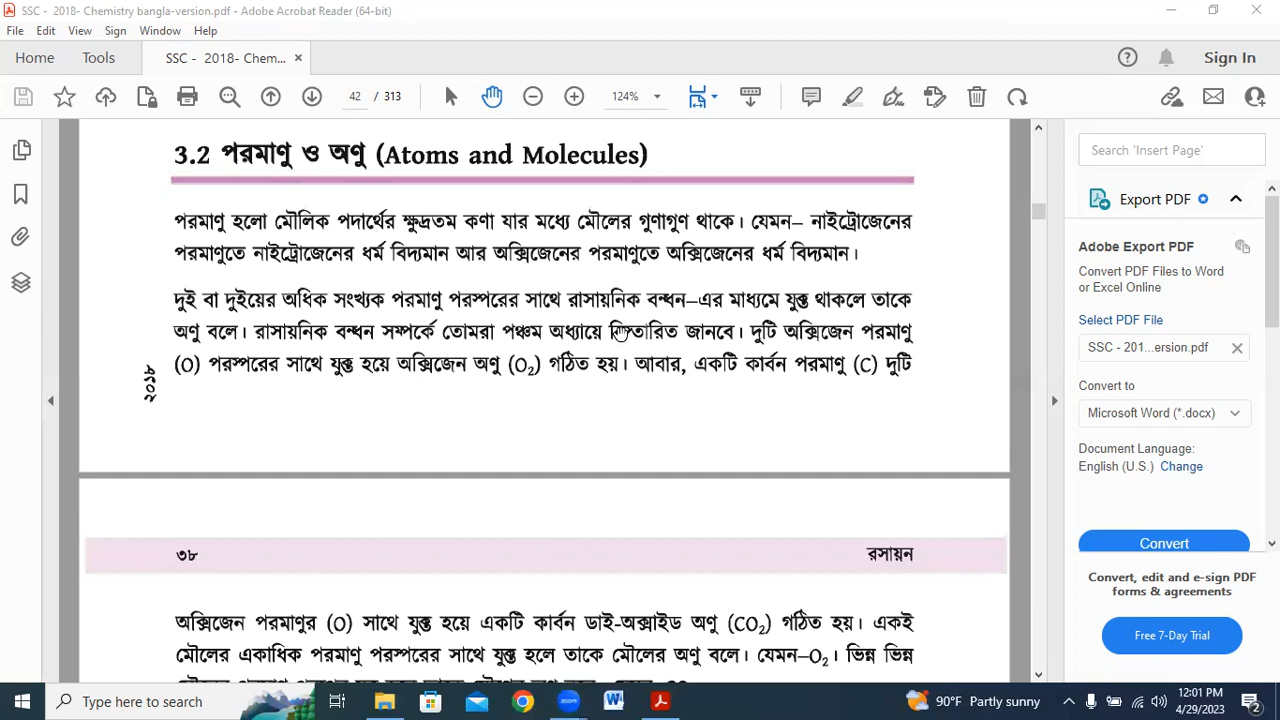 SSC - 2018- Chemistry bangla-version.pdf - Adobe Acrobat Reader (64-bit)
File Edit View Sign Window Help
Home Tools SSC - 2018- Chem... Sign In
42 / 313 124%
3.2 পরমাণু ও অণু (Atoms and Molecules)
পরমাণু হলো মৌলিক পদার্থের ক্ষুদ্রতম কণা যার মধ্যে মৌলের গুণাগুণ থাকে। যেমন– নাইট্রোজেনের
পরমাণুতে নাইট্রোজেনের ধর্ম বিদ্যমান আর অক্সিজেনের পরমাণুতে অক্সিজেনের ধর্ম বিদ্যমান।
দুই বা দুইয়ের অধিক সংখ্যক পরমাণু পরস্পরের সাথে রাসায়নিক বন্ধন–এর মাধ্যমে যুক্ত থাকলে তাকে
অণু বলে। রাসায়নিক বন্ধন সম্পর্কে তোমরা পঞ্চম অধ্যায়ে বিস্তারিত জানবে। দুটি অক্সিজেন পরমাণু
(O) পরস্পরের সাথে যুক্ত হয়ে অক্সিজেন অণু (O₂) গঠিত হয়। আবার, একটি কার্বন পরমাণু (C) দুটি
২০১৮
৩৮ রসায়ন
অক্সিজেন পরমাণুর (O) সাথে যুক্ত হয়ে একটি কার্বন ডাই-অক্সাইড অণু (CO₂) গঠিত হয়। একই
মৌলের একাধিক পরমাণু পরস্পরের সাথে যুক্ত হলে তাকে মৌলের অণু বলে। যেমন–O₂। ভিন্ন ভিন্ন
Search 'Insert Page'
Export PDF
Adobe Export PDF
Convert PDF Files to Word
or Excel Online
Select PDF File
SSC - 201...ersion.pdf
Convert to
Microsoft Word (*.docx)
Document Language:
English (U.S.) Change
Convert
Convert, edit and e-sign PDF
forms & agreements
Free 7-Day Trial
Type here to search
zoom
90°F Partly sunny
12:01 PM
4/29/2023
2